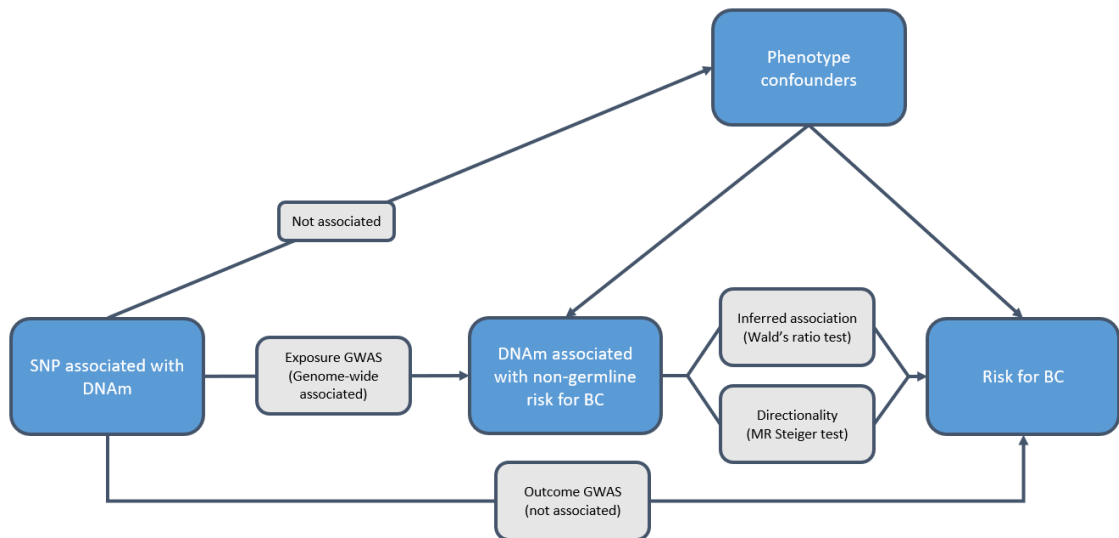 Phenotype
confounders
Not associated
SNP associated with
DNAm
Exposure GWAS
(Genome-wide
associated)
DNAm associated
with non-germline
risk for BC
Inferred association
(Wald's ratio test)
Directionality
(MR Steiger test)
Risk for BC
Outcome GWAS
(not associated)